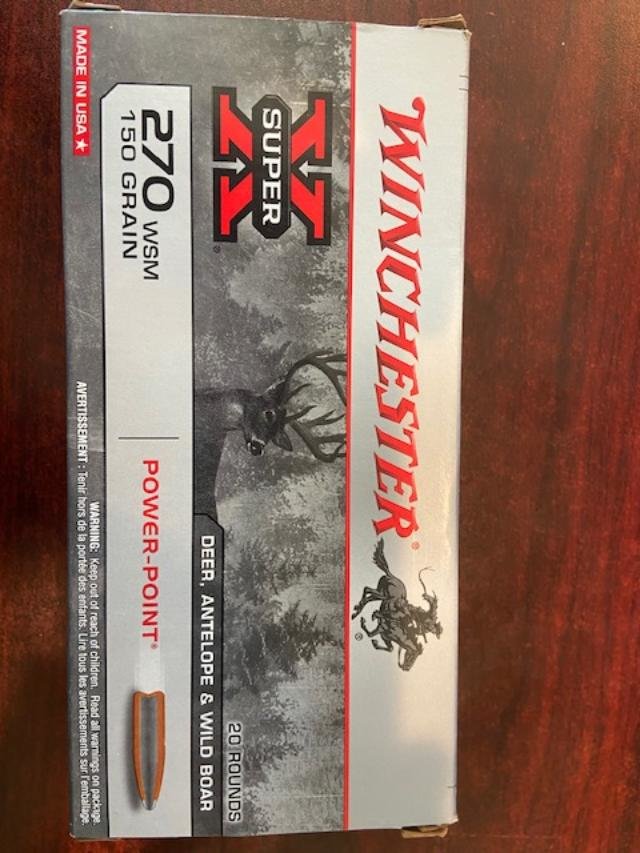 WINCHESTER®
®
SUPER
X®
DEER, ANTELOPE & WILD BOAR
20 ROUNDS
270 WSM
150 GRAIN
POWER-POINT®
MADE IN USA ★
WARNING: Keep out of reach of children. Read all warnings on package.
AVERTISSEMENT : Tenir hors de la portée des enfants. Lire tous les avertissements sur l'emballage.